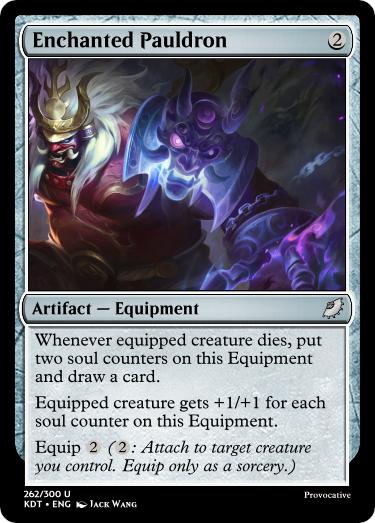 Enchanted Pauldron 2
Artifact — Equipment
Whenever equipped creature dies, put
two soul counters on this Equipment
and draw a card.
Equipped creature gets +1/+1 for each
soul counter on this Equipment.
Equip 2 (2: Attach to target creature
you control. Equip only as a sorcery.)
262/300 U
KDT • ENG Jack Wang
Provocative